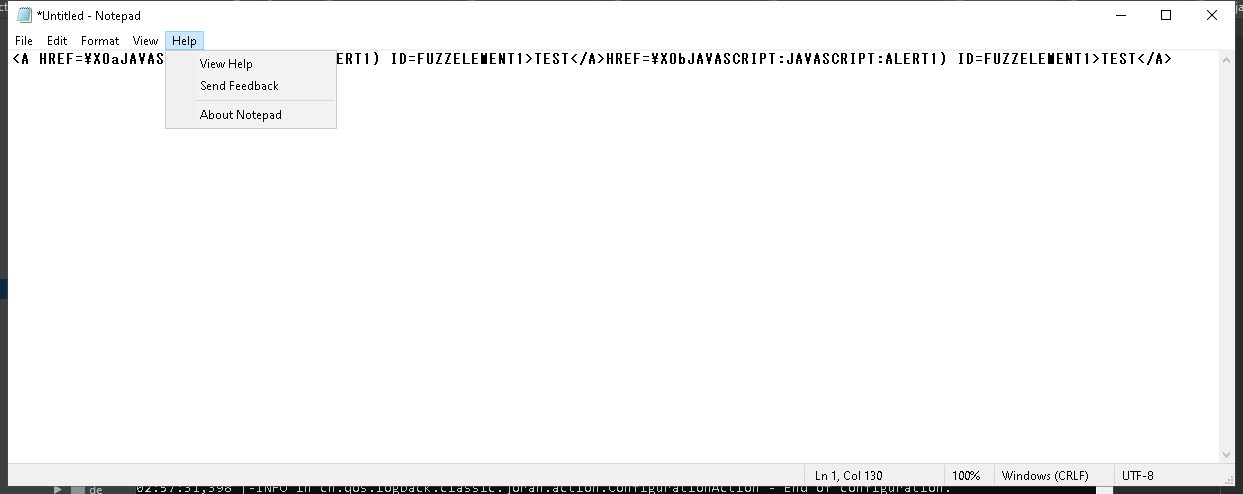 *Untitled - Notepad
File Edit Format View Help
<A HREF=¥X0aJAVAS ERT1) ID=FUZZELEMENT1>TEST</A>HREF=¥X0bJAVASCRIPT:JAVASCRIPT:ALERT1) ID=FUZZELEMENT1>TEST</A>
View Help
Send Feedback
About Notepad
Ln 1, Col 130 100% Windows (CRLF) UTF-8
de 02:57:31,398 |-INFO in ch.qos.logback.classic.joran.action.ConfigurationAction - End of configuration.